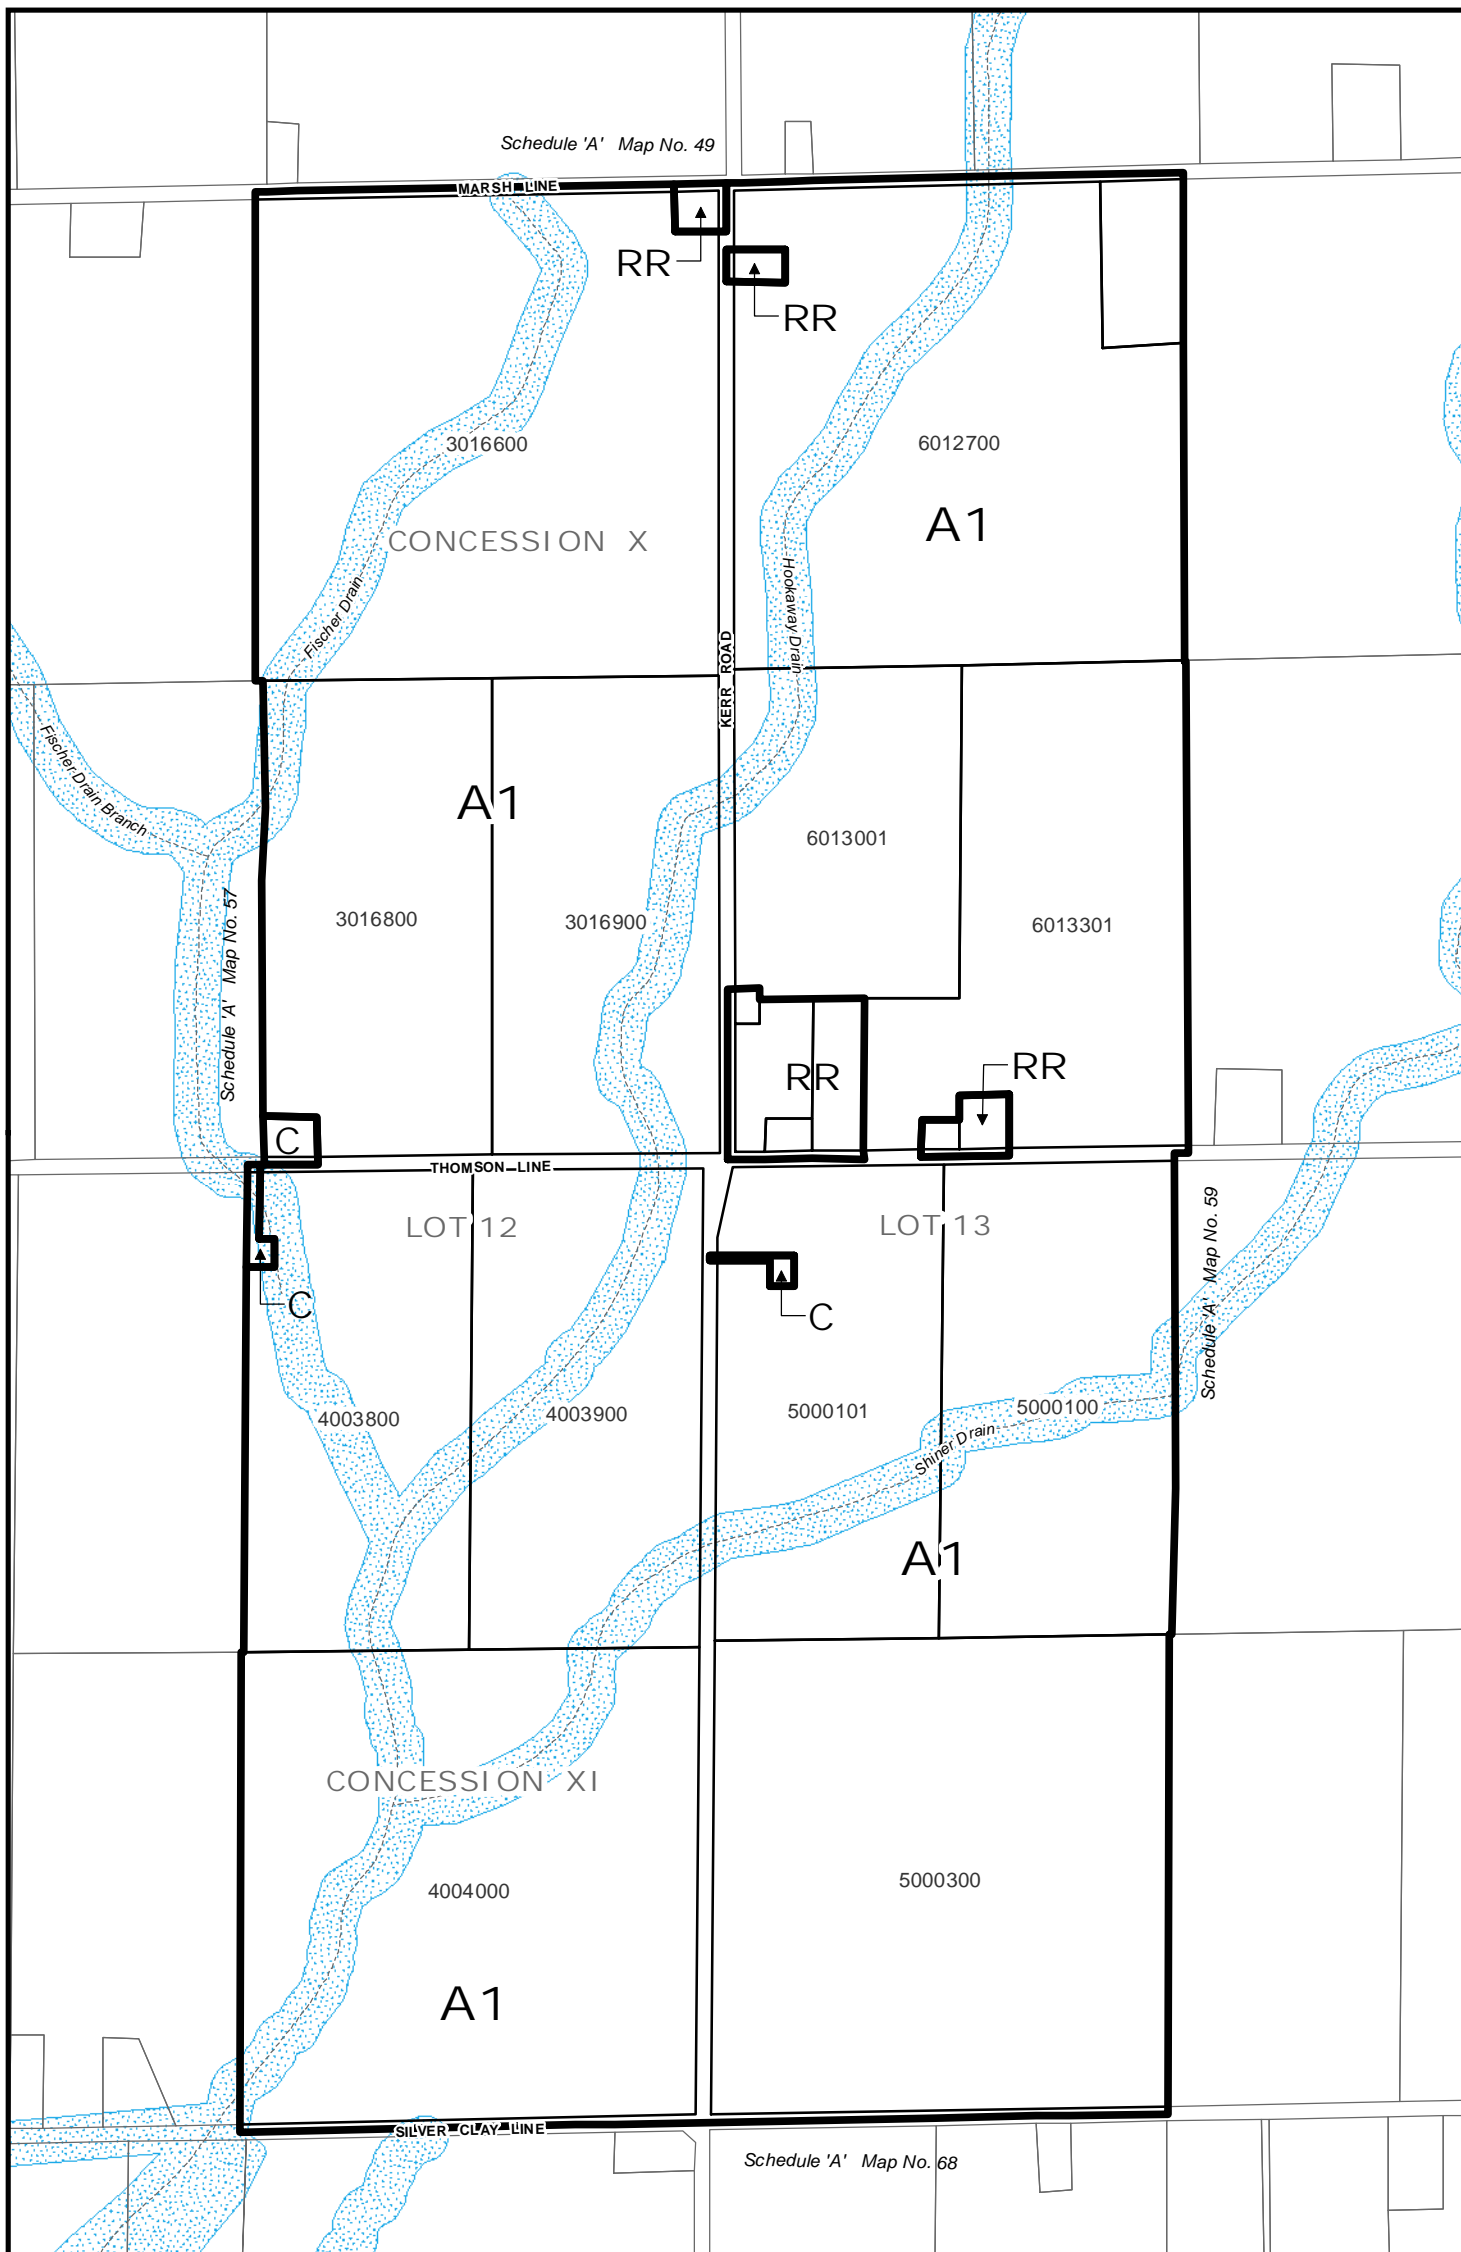 Schedule 'A' Map No. 49
MARSH LINE
RR
RR
3016600
6012700
A1
CONCESSION X
Fischer Drain
Hookaway Drain
KERR ROAD
Fischer Drain Branch
A1
6013001
3016800
3016900
6013301
Schedule 'A' Map No. 57
RR
RR
C
THOMSON LINE
LOT 12
LOT 13
Schedule 'A' Map No. 59
C
C
4003800
4003900
5000101
5000100
Shiner Drain
A1
CONCESSION XI
4004000
5000300
A1
SILVER CLAY LINE
Schedule 'A' Map No. 68